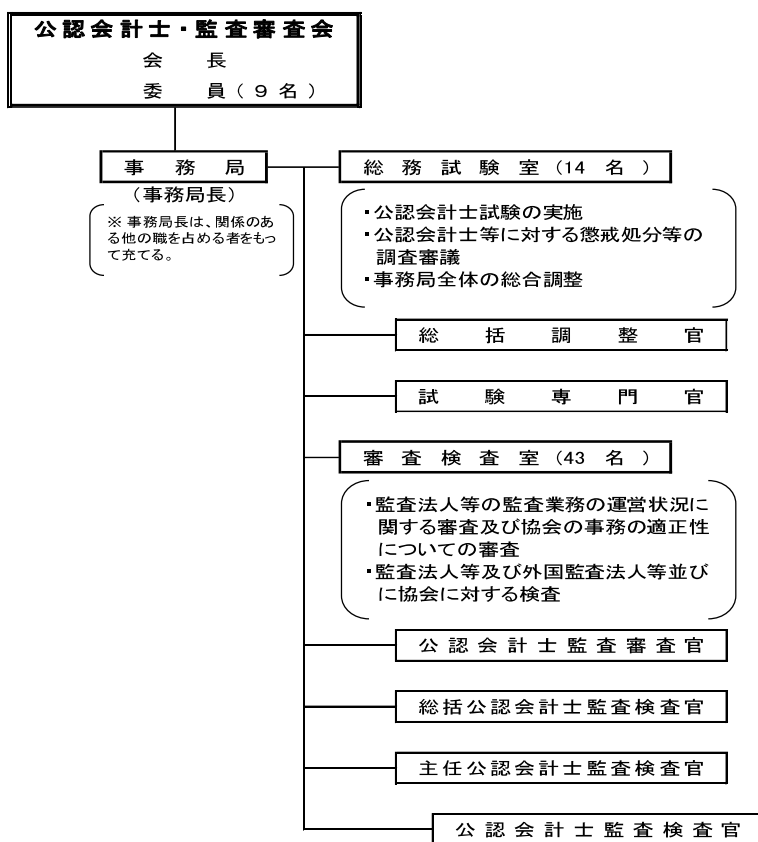 公認会計士・監査審査会
会長
委員(9名)
事務局
総務試験室(14名)
(事務局長)
※ 事務局長は、関係のあ
る他の職を占める者をもっ
て充てる。
・公認会計士試験の実施
・公認会計士等に対する懲戒処分等の
調査審議
・事務局全体の総合調整
総括調整官
試験専門官
審査検査室(43名)
・監査法人等の監査業務の運営状況に
関する審査及び協会の事務の適正性
についての審査
・監査法人等及び外国監査法人等並び
に協会に対する検査
公認会計士監査審査官
総括公認会計士監査検査官
主任公認会計士監査検査官
公認会計士監査検査官